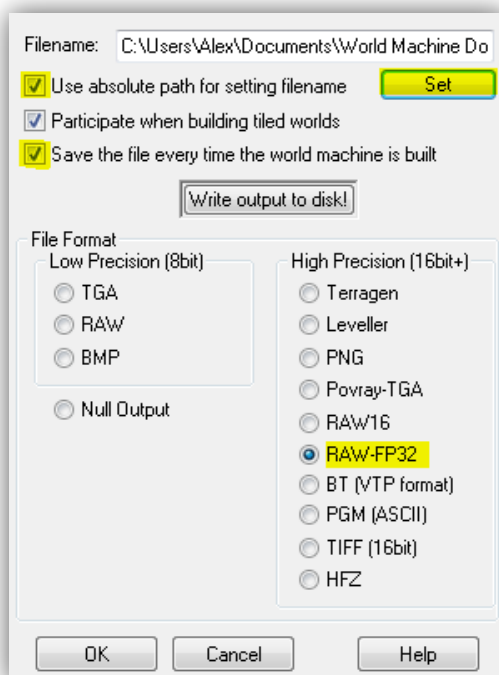 Filename: C:\Users\Alex\Documents\World Machine Do
Use absolute path for setting filename Set
Participate when building tiled worlds
Save the file every time the world machine is built
Write output to disk!
File Format
Low Precision (8bit)
TGA
RAW
BMP
Null Output
High Precision (16bit+)
Terragen
Leveller
PNG
Povray-TGA
RAW16
RAW-FP32
BT (VTP format)
PGM (ASCII)
TIFF (16bit)
HFZ
OK Cancel Help